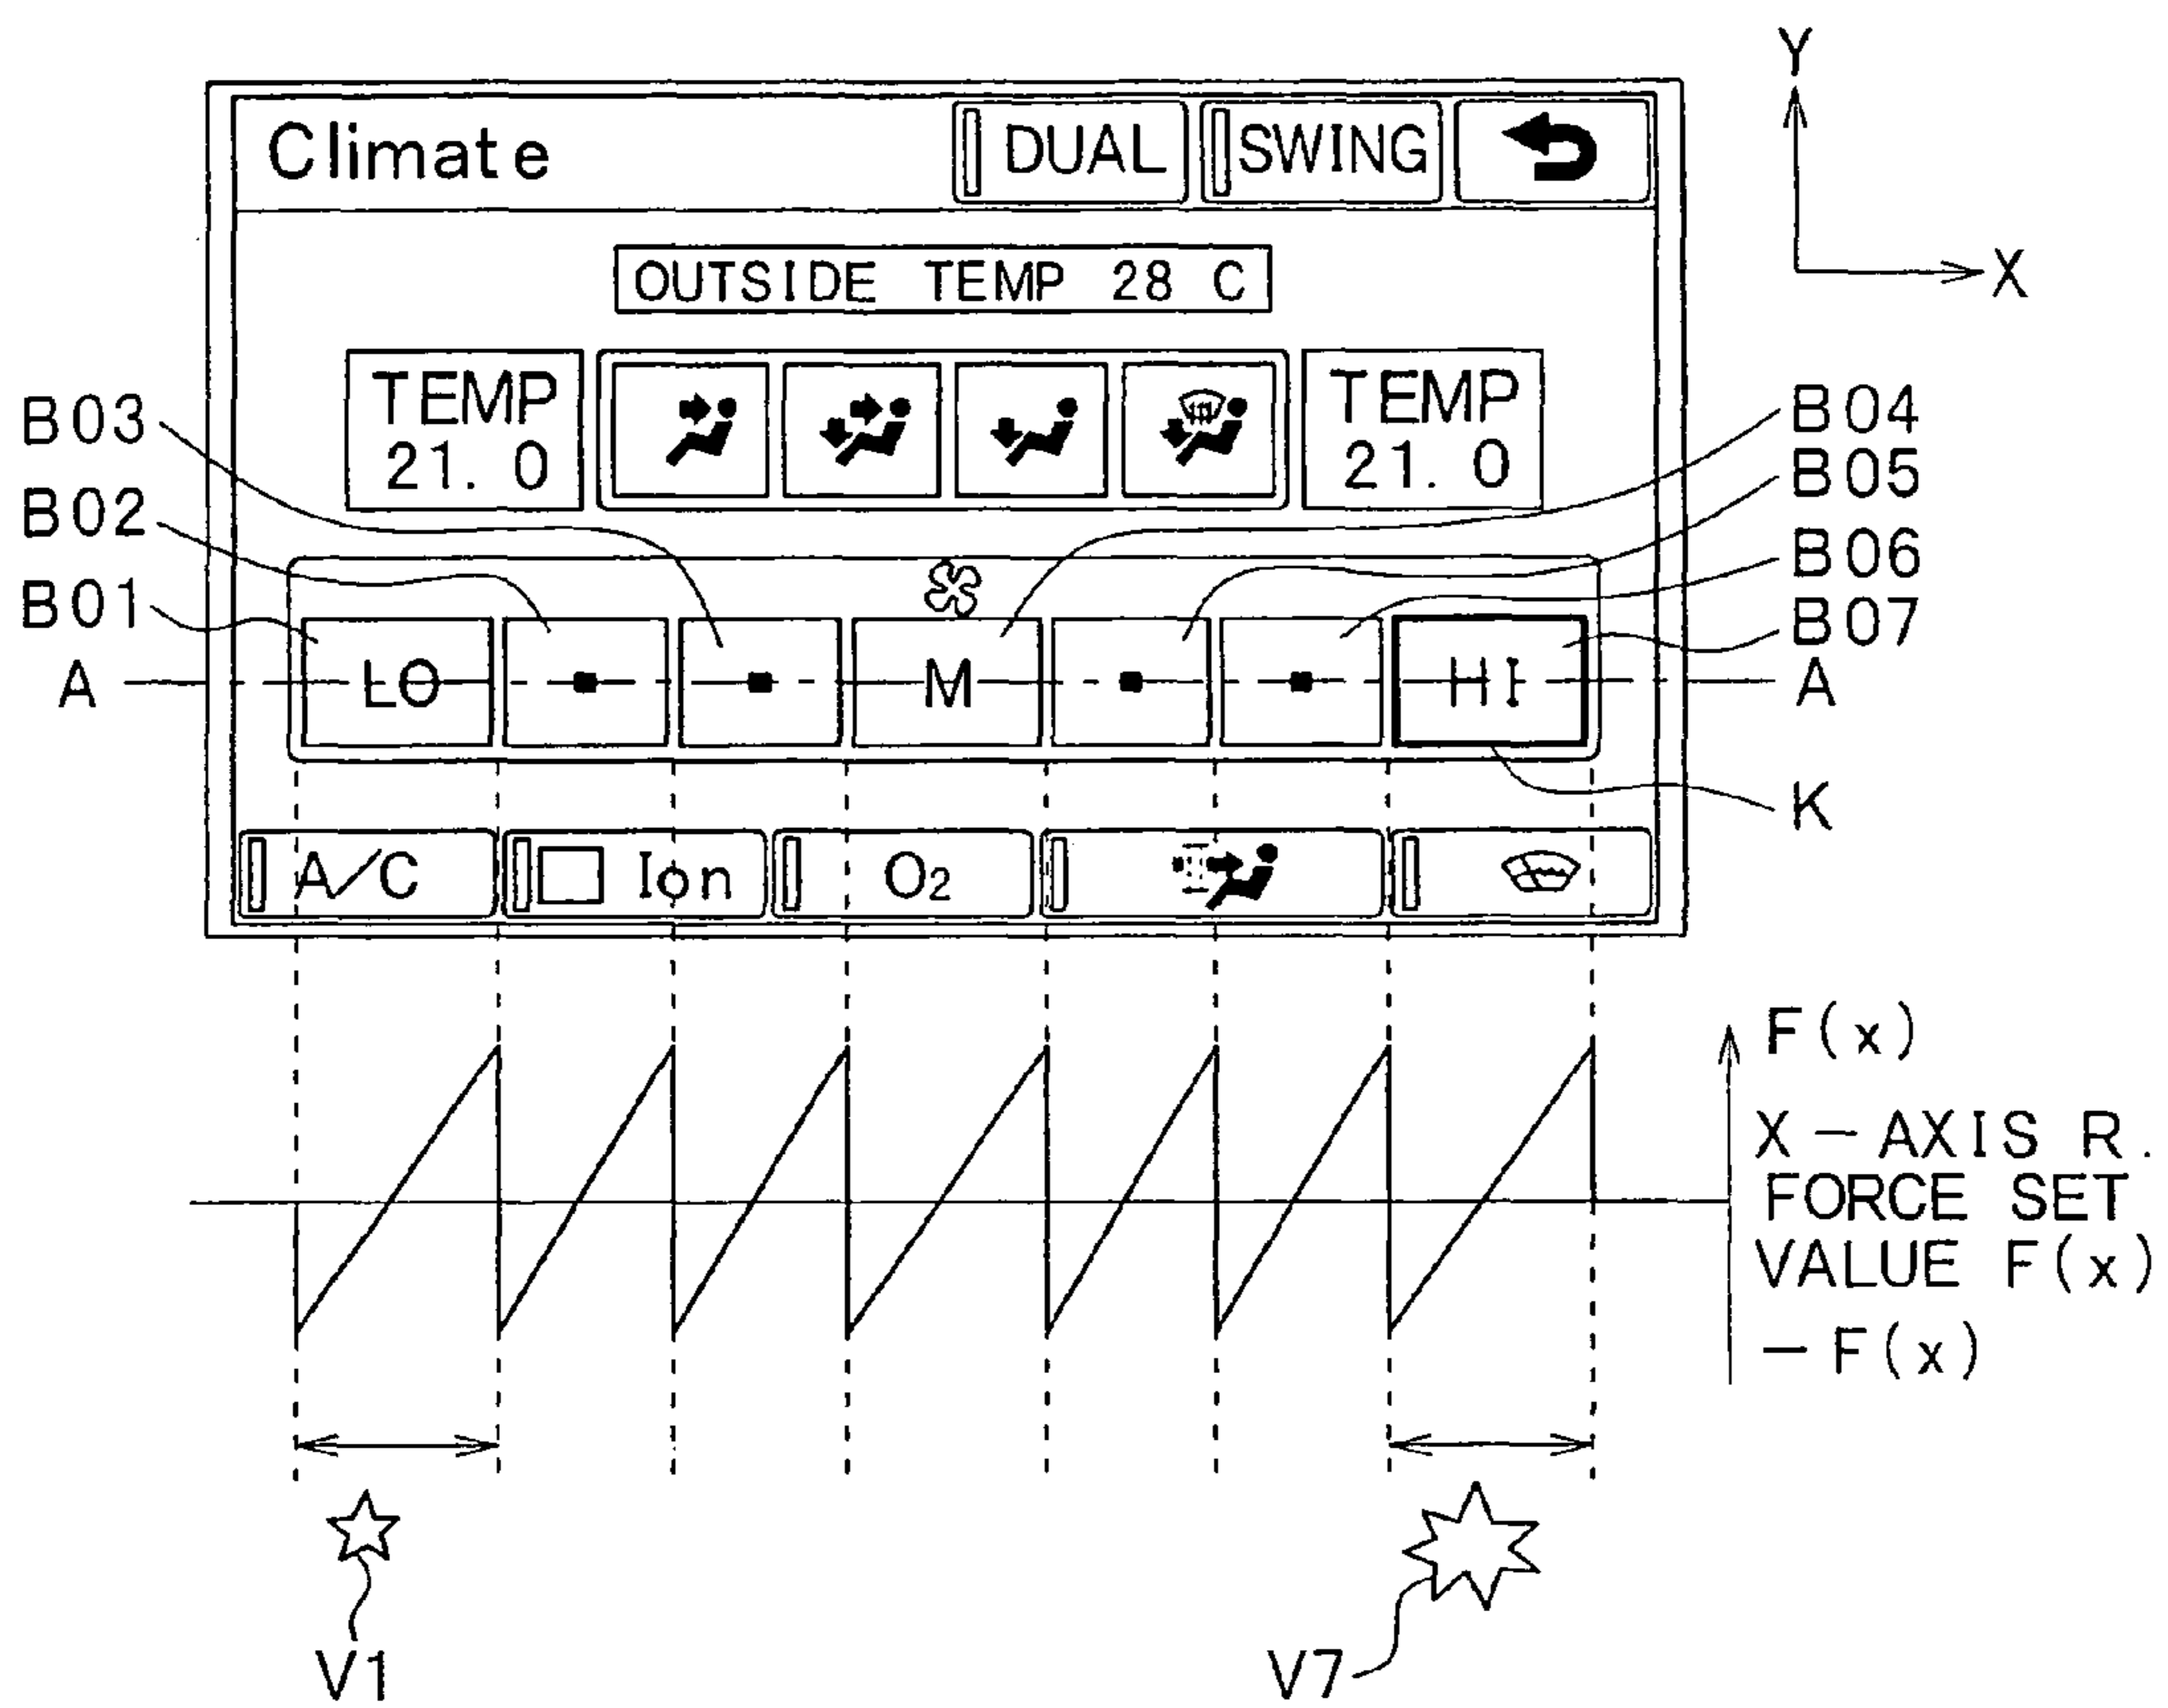 Y
Climate DUAL SWING
X
OUTSIDE TEMP 28 C
TEMP TEMP
21. 0 21. 0
B03 B04
B02 B05
B06
B01 B07
A LO M HI A
K
A/C Ion O2
F(x)
X-AXIS R.
FORCE SET
VALUE F(x)
-F(x)
V1 V7